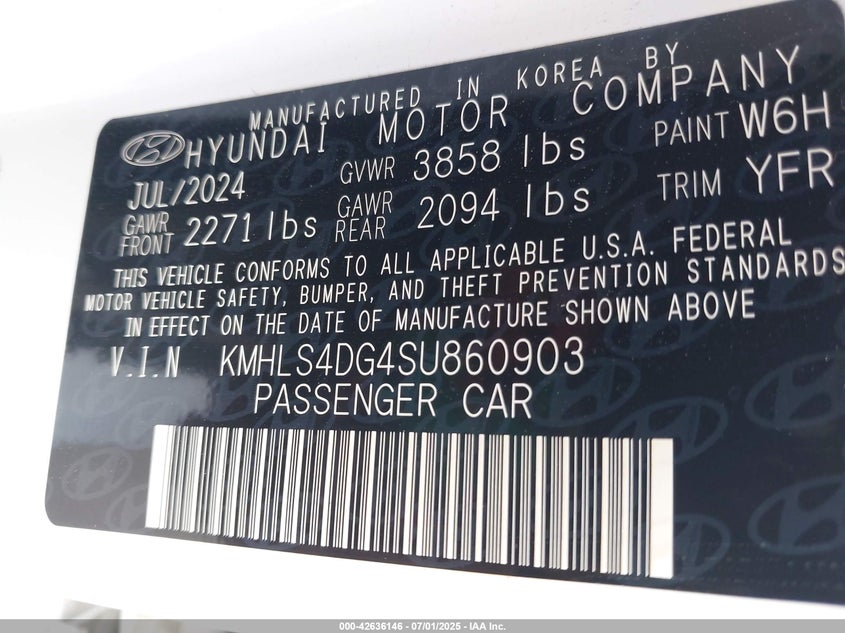 MANUFACTURED IN KOREA BY
HYUNDAI MOTOR COMPANY
JUL/2024 GVWR 3858 lbs PAINT W6H
GAWR FRONT 2271 lbs GAWR REAR 2094 lbs TRIM YFR
THIS VEHICLE CONFORMS TO ALL APPLICABLE U.S.A. FEDERAL
MOTOR VEHICLE SAFETY, BUMPER, AND THEFT PREVENTION STANDARDS
IN EFFECT ON THE DATE OF MANUFACTURE SHOWN ABOVE
V.I.N KMHLS4DG4SU860903
PASSENGER CAR
000-42636146 - 07/01/2025 - IAA Inc.